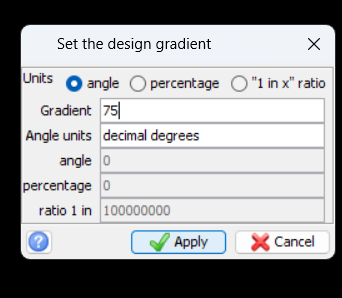 Set the design gradient
Units angle percentage "1 in x" ratio
Gradient 75
Angle units decimal degrees
angle 0
percentage 0
ratio 1 in 100000000
? Apply Cancel